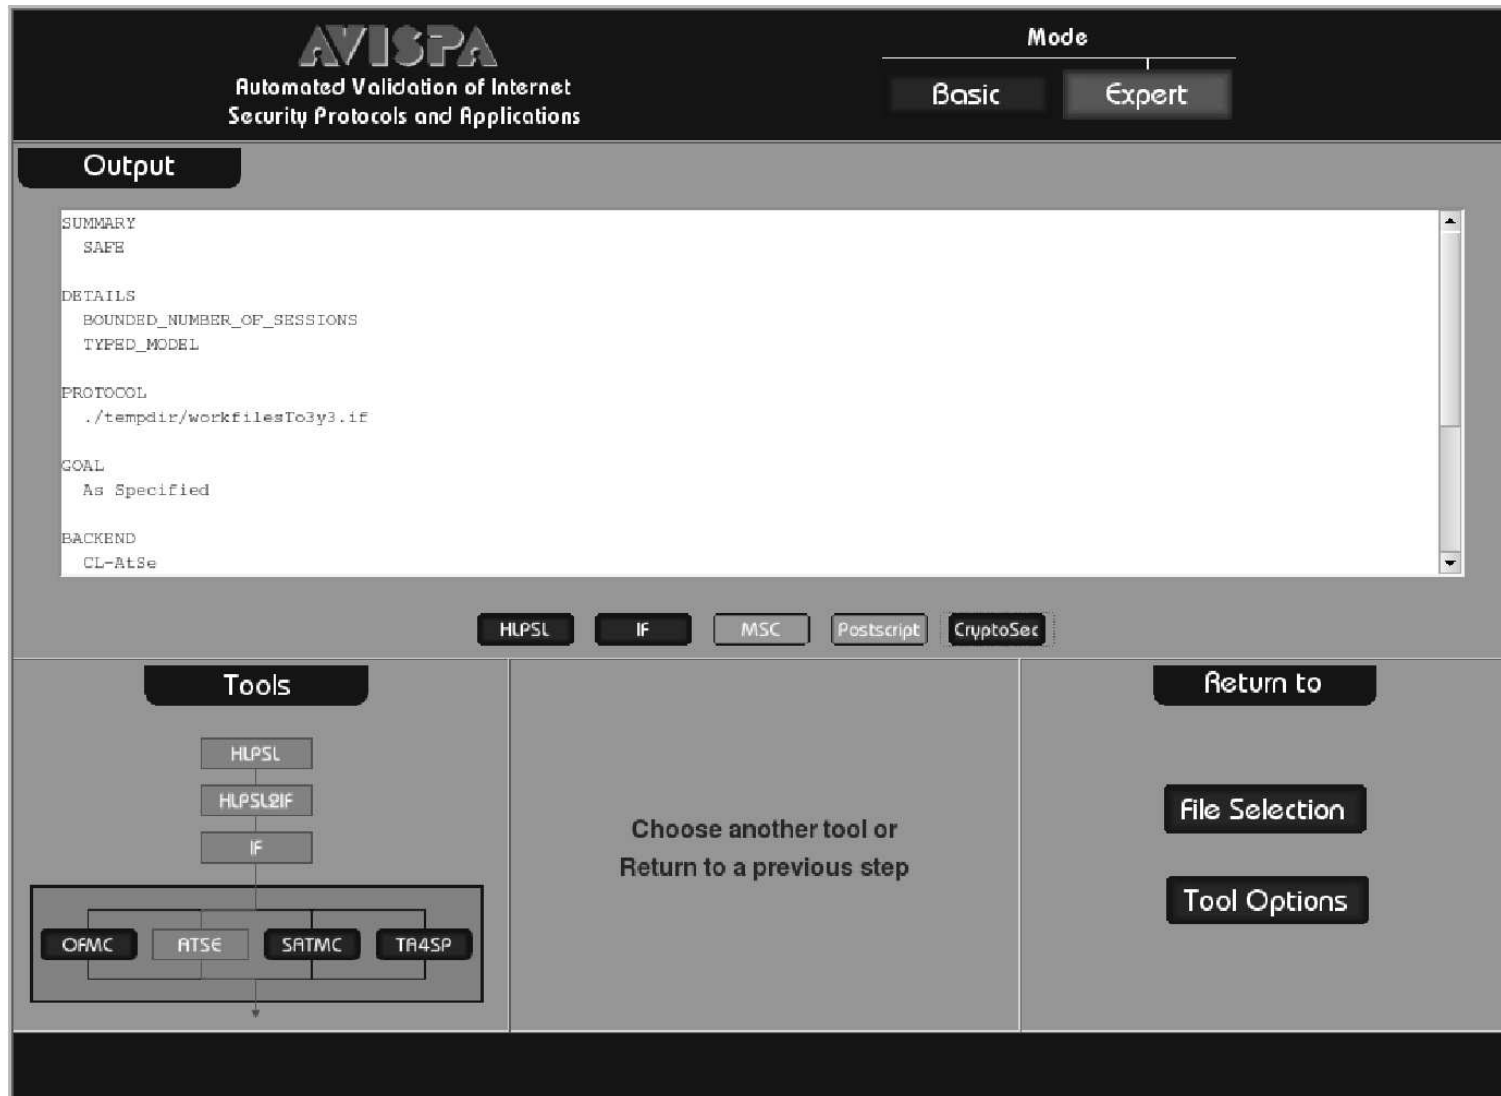 AVISPA
Automated Validation of Internet
Security Protocols and Applications
Mode
Basic
Expert
Output
SUMMARY
SAFE
DETAILS
BOUNDED_NUMBER_OF_SESSIONS
TYPED_MODEL
PROTOCOL
./tempdir/workfilesTo3y3.if
GOAL
As Specified
BACKEND
CL-AtSe
HLPSL
IF
MSC
Postscript
CryptoSec
Tools
HLPSL
HLPSL2IF
IF
OFMC
ATSE
SATMC
TA4SP
Choose another tool or
Return to a previous step
Return to
File Selection
Tool Options